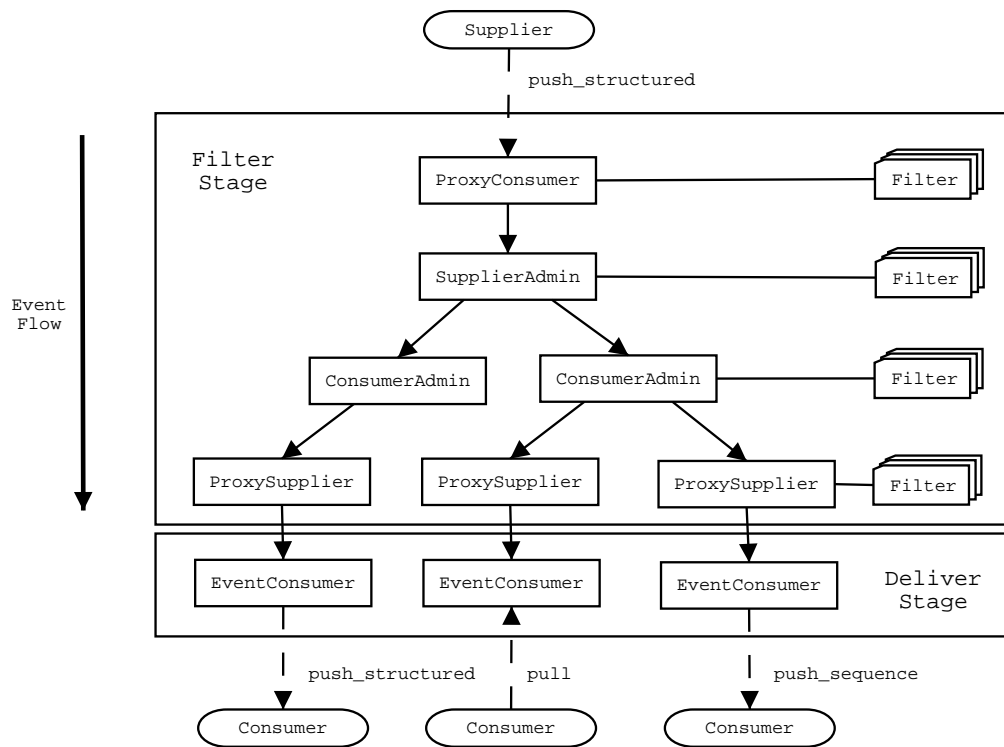 Supplier
push_structured
Filter
Stage
ProxyConsumer
Filter
SupplierAdmin
Filter
Event
Flow
ConsumerAdmin
ConsumerAdmin
Filter
ProxySupplier
ProxySupplier
ProxySupplier
Filter
EventConsumer
EventConsumer
EventConsumer
Deliver
Stage
push_structured
pull
push_sequence
Consumer
Consumer
Consumer